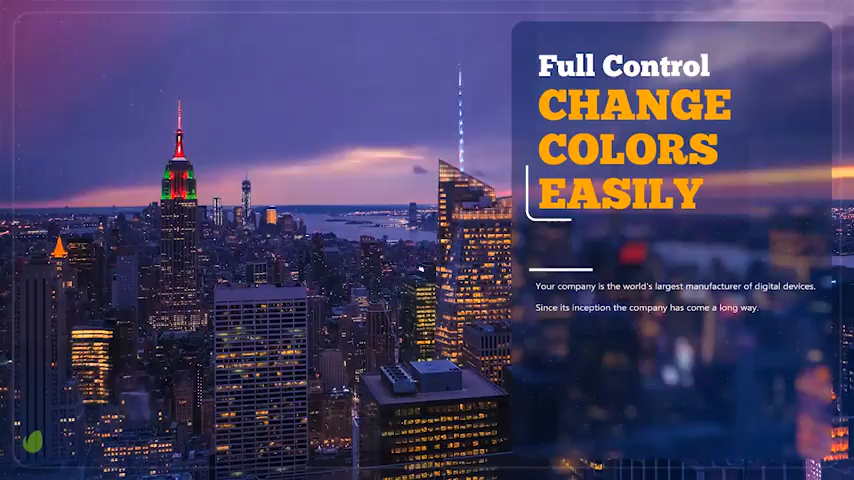 Full Control
CHANGE
COLORS
EASILY
Your company is the world's largest manufacturer of digital devices.
Since its inception the company has come a long way.